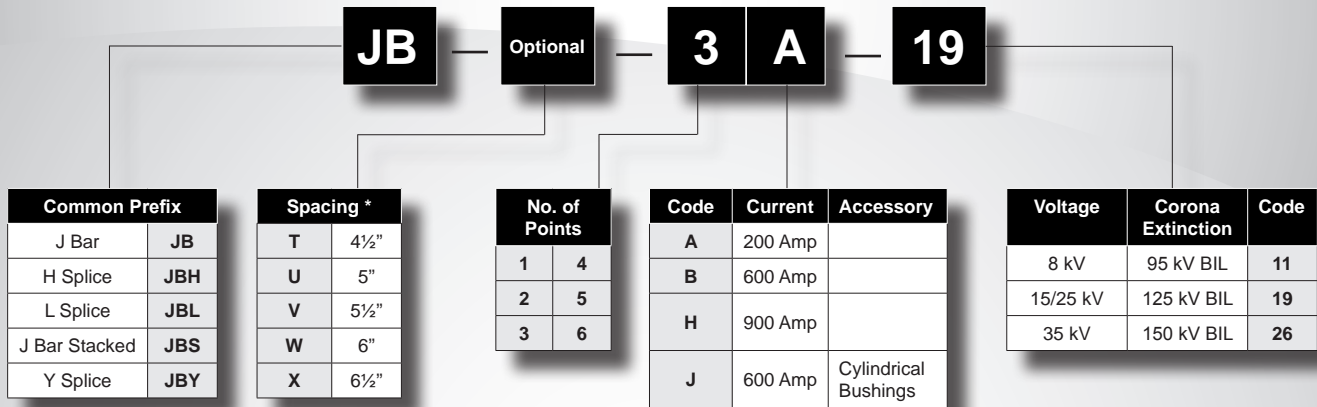 JB – Optional – 3 A – 19
Common Prefix
J Bar JB
H Splice JBH
L Splice JBL
J Bar Stacked JBS
Y Splice JBY
Spacing *
T 4½”
U 5”
V 5½”
W 6”
X 6½”
No. of
Points
1 4
2 5
3 6
Code Current Accessory
A 200 Amp
B 600 Amp
H 900 Amp
J 600 Amp Cylindrical
Bushings
Voltage Corona
Extinction Code
8 kV 95 kV BIL 11
15/25 kV 125 kV BIL 19
35 kV 150 kV BIL 26